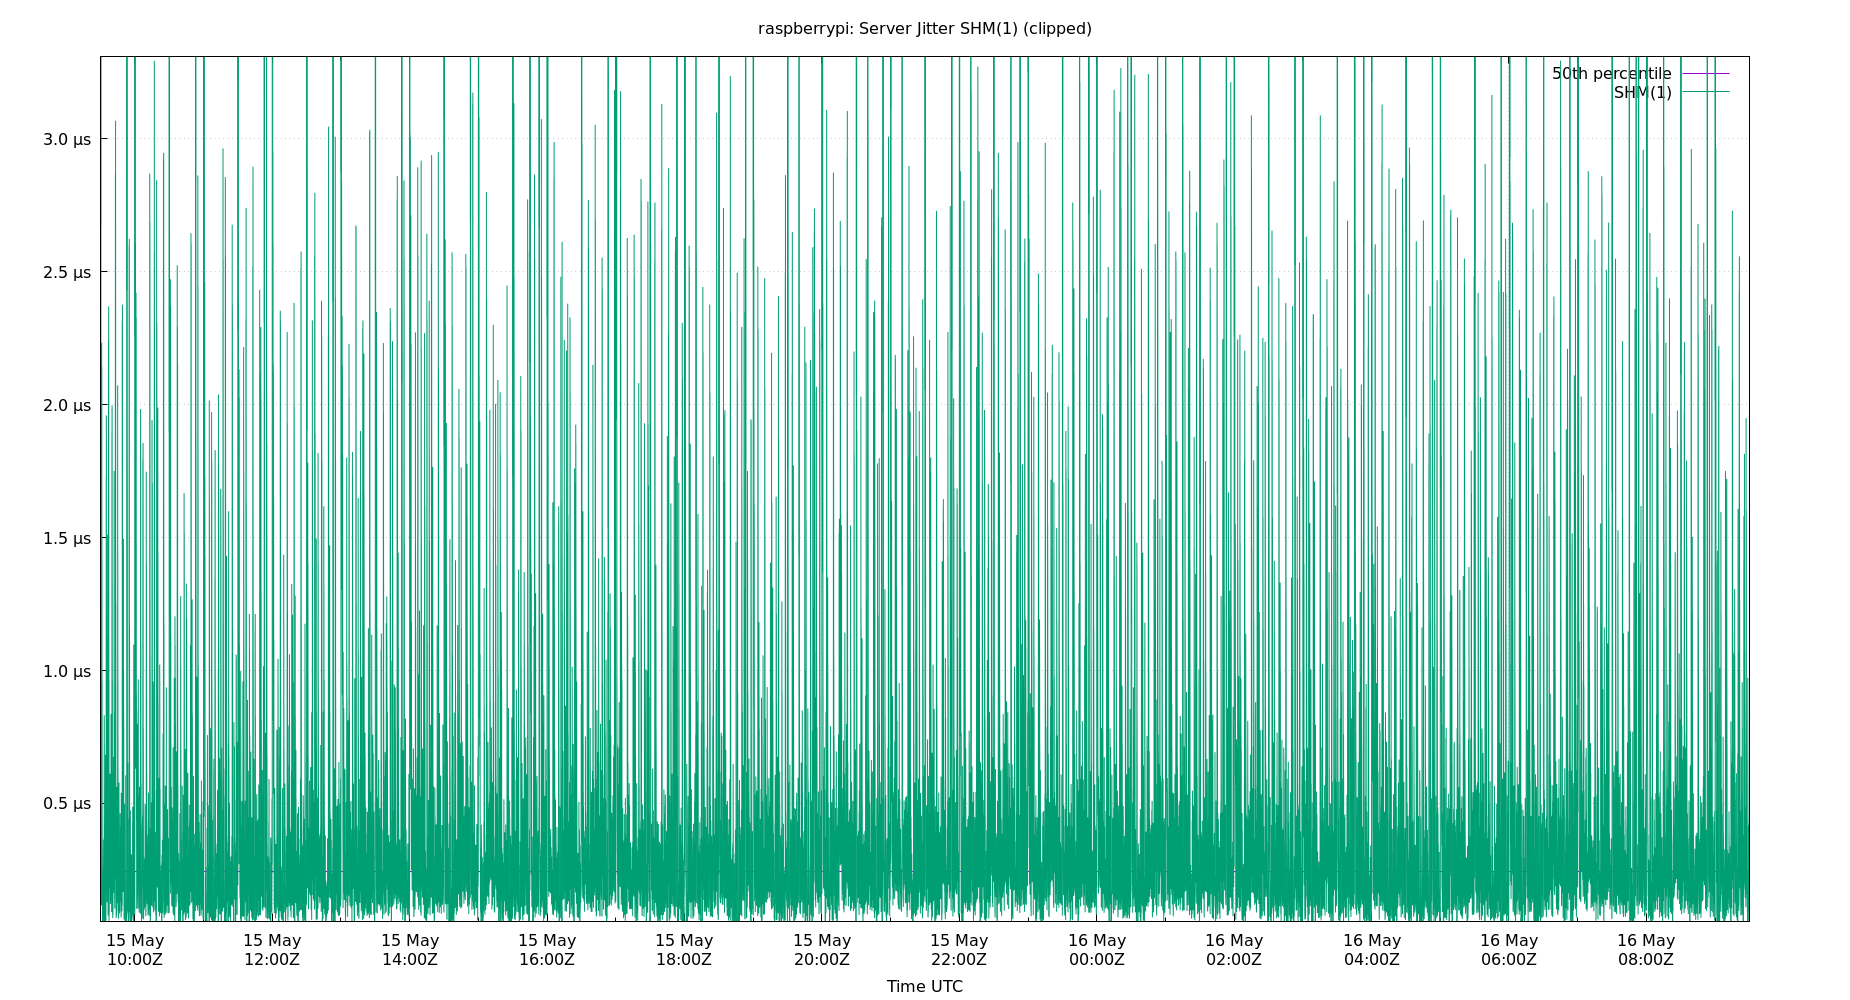 raspberrypi: Server Jitter SHM(1) (clipped)
50th percentile
SHM(1)
3.0 µs
2.5 µs
2.0 µs
1.5 µs
1.0 µs
0.5 µs
15 May 15 May 15 May 15 May 15 May 15 May 15 May 16 May 16 May 16 May 16 May 16 May
10:00Z 12:00Z 14:00Z 16:00Z 18:00Z 20:00Z 22:00Z 00:00Z 02:00Z 04:00Z 06:00Z 08:00Z
Time UTC